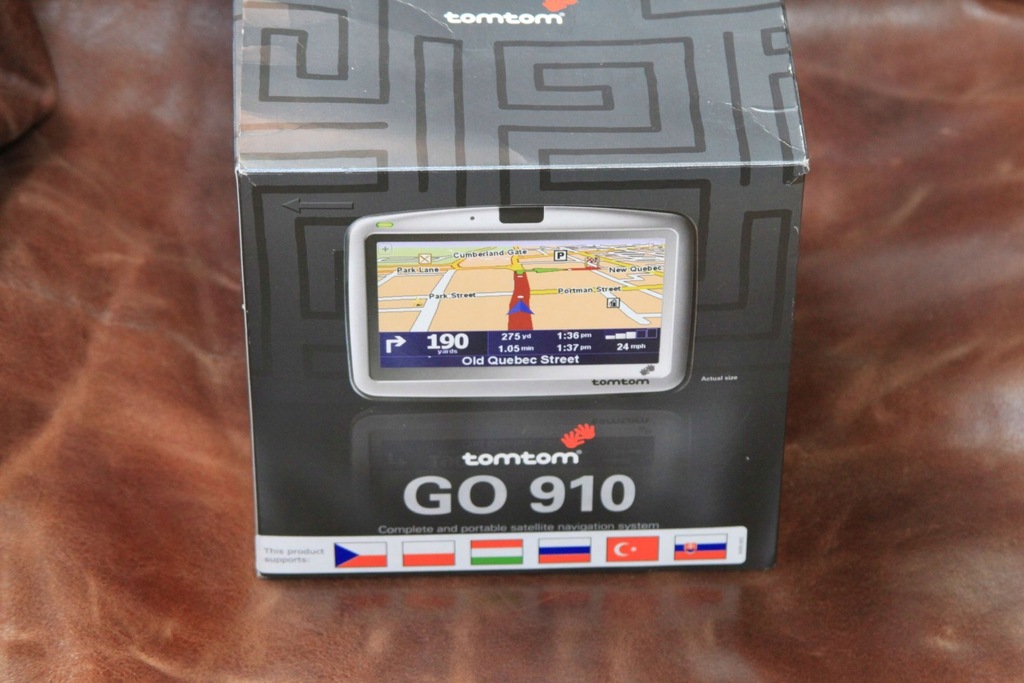 tomtom
Cumberland Gate
P
Park Lane
New Quebec
Park Street
Portman Street
190
yards
275 yd
1:36 pm
1.05 min
1:37 pm
24 mph
Old Quebec Street
tomtom
Actual size
tomtom
GO 910
Complete and portable satellite navigation system
This product
supports: